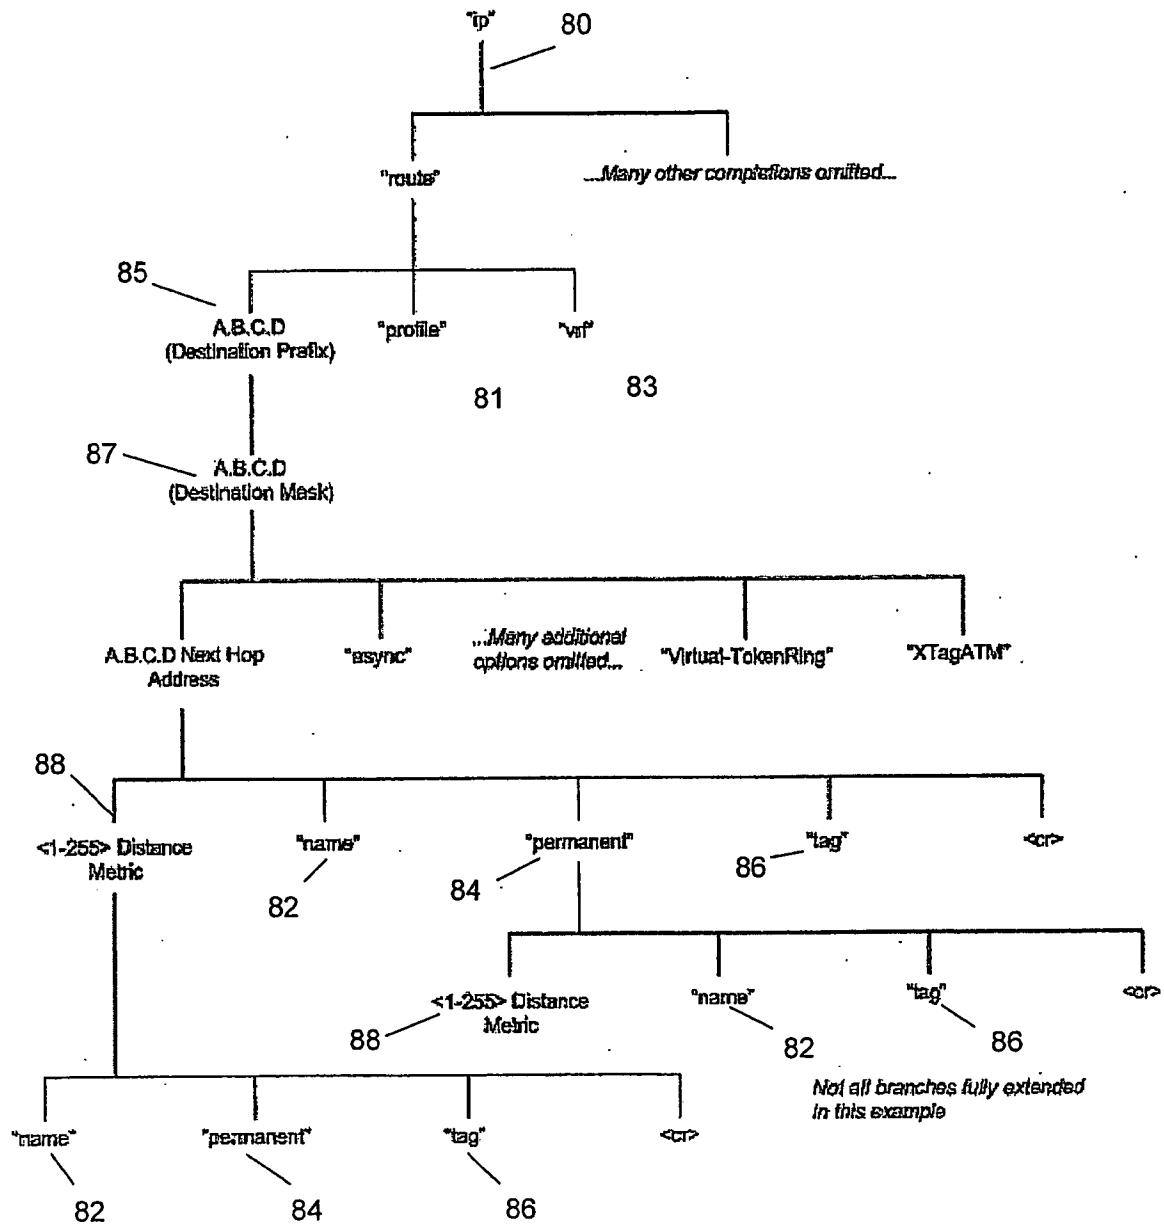 "ip"
80
"route"
...Many other completions omitted...
85
A.B.C.D
(Destination Prefix)
"profile"
"vrf"
81
83
87
A.B.C.D
(Destination Mask)
A.B.C.D Next Hop
Address
"async"
...Many additional
options omitted...
"Virtual-TokenRing"
"XTagATM"
88
<1-255> Distance
Metric
"name"
"permanent"
"tag"
<cr>
82
84
86
<1-255> Distance
Metric
"name"
"tag"
<cr>
88
82
86
Not all branches fully extended
in this example
"name"
"permanent"
"tag"
<cr>
82
84
86